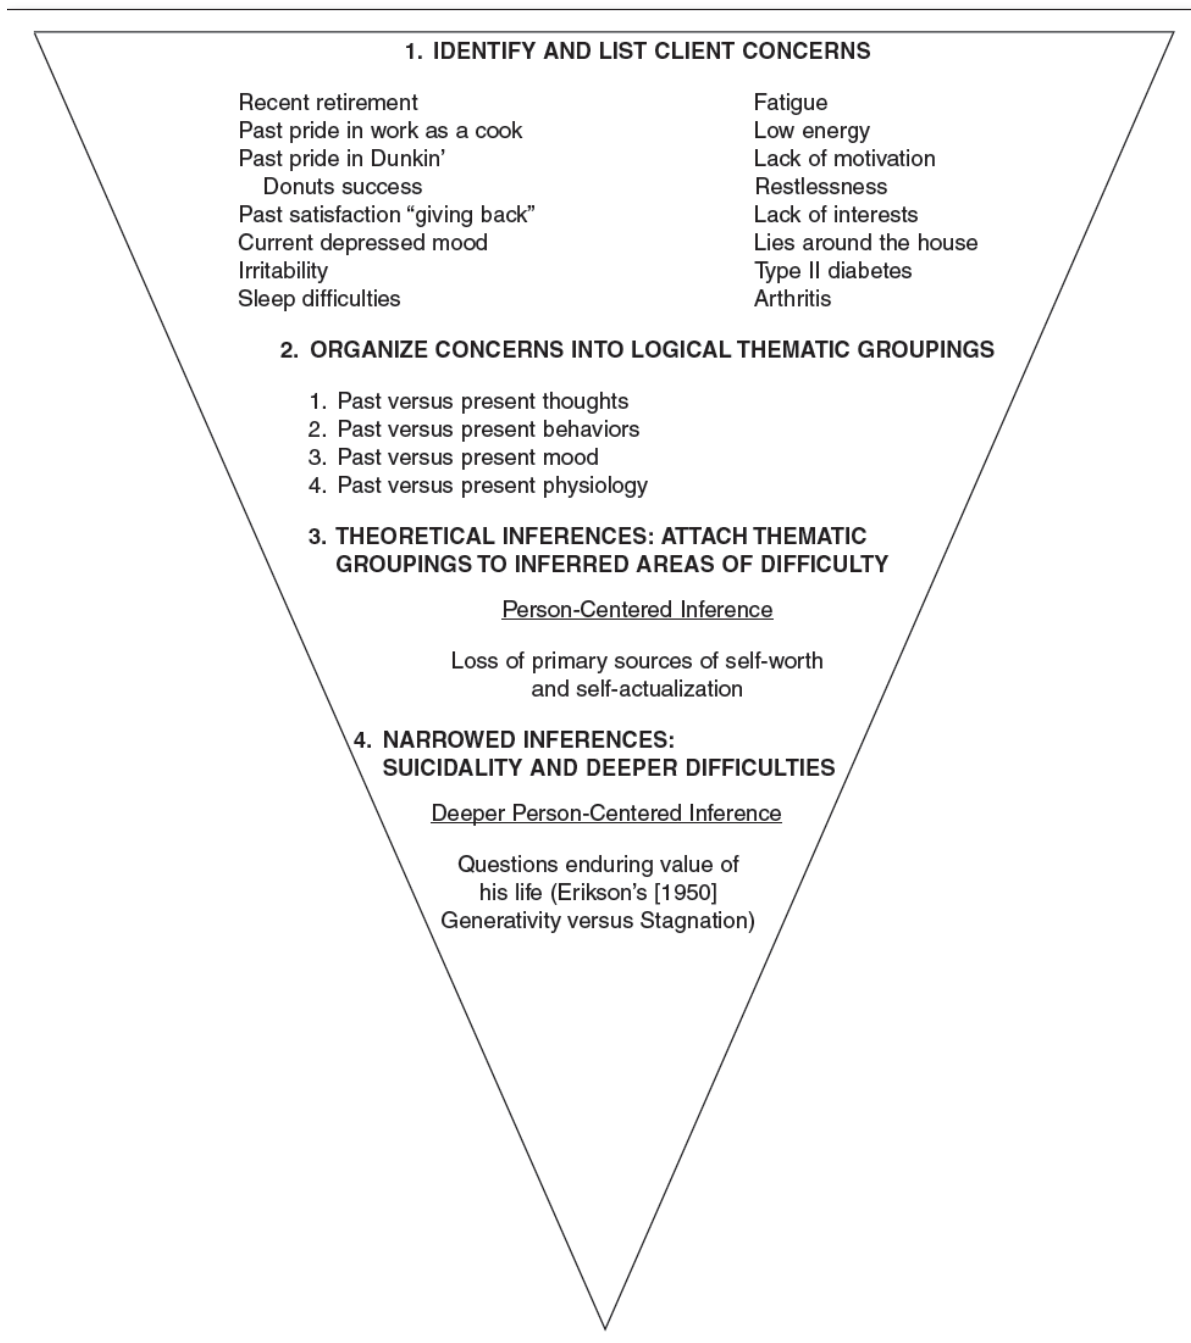 1. IDENTIFY AND LIST CLIENT CONCERNS
Recent retirement
Past pride in work as a cook
Past pride in Dunkin’
Donuts success
Past satisfaction “giving back”
Current depressed mood
Irritability
Sleep difficulties
Fatigue
Low energy
Lack of motivation
Restlessness
Lack of interests
Lies around the house
Type II diabetes
Arthritis
2. ORGANIZE CONCERNS INTO LOGICAL THEMATIC GROUPINGS
1. Past versus present thoughts
2. Past versus present behaviors
3. Past versus present mood
4. Past versus present physiology
3. THEORETICAL INFERENCES: ATTACH THEMATIC
GROUPINGS TO INFERRED AREAS OF DIFFICULTY
Person-Centered Inference
Loss of primary sources of self-worth
and self-actualization
4. NARROWED INFERENCES:
SUICIDALITY AND DEEPER DIFFICULTIES
Deeper Person-Centered Inference
Questions enduring value of
his life (Erikson’s [1950]
Generativity versus Stagnation)